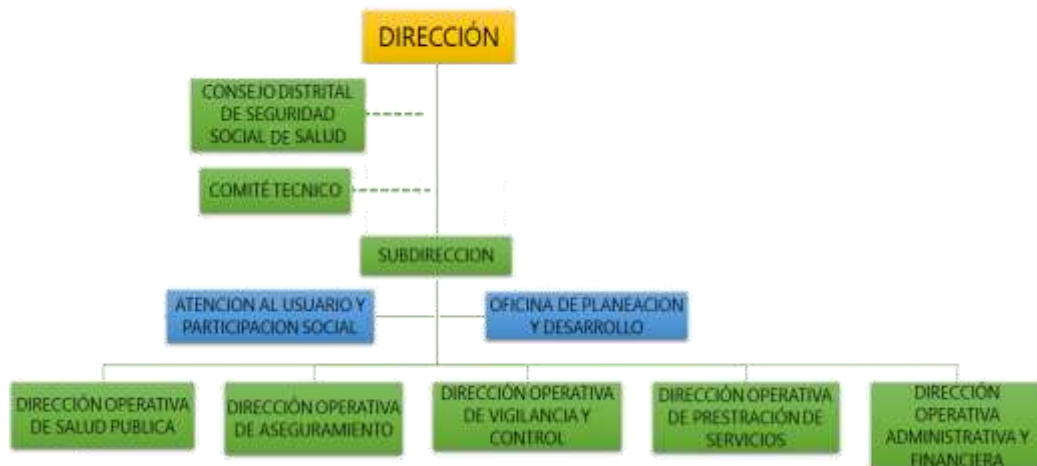 DIRECCIÓN
CONSEJO DISTRITAL
DE SEGURIDAD
SOCIAL DE SALUD
COMITÉ TECNICO
SUBDIRECCION
ATENCION AL USUARIO Y
PARTICIPACION SOCIAL
OFICINA DE PLANEACION
Y DESARROLLO
DIRECCIÓN OPERATIVA
DE SALUD PUBLICA
DIRECCIÓN OPERATIVA
DE ASEGURAMIENTO
DIRECCIÓN OPERATIVA
DE VIGILANCIA Y
CONTROL
DIRECCIÓN OPERATIVA
DE PRESTRACIÓN DE
SERVICIOS
DIRECCIÓN
OPERATIVA
ADMINISTRATIVA Y
FINANCIERA